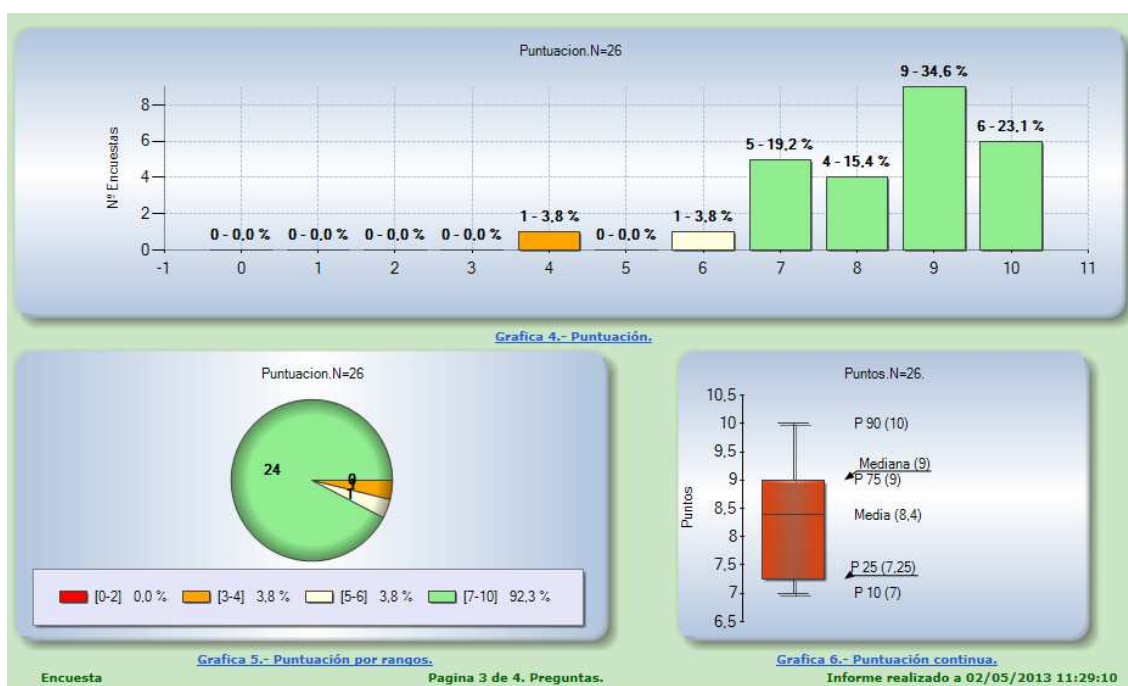 Puntuacion.N=26
Nº Encuestas
8
6
4
2
0
0 - 0,0 % 0 - 0,0 % 0 - 0,0 % 0 - 0,0 % 1 - 3,8 % 0 - 0,0 % 1 - 3,8 % 5 - 19,2 % 4 - 15,4 % 9 - 34,6 % 6 - 23,1 %
-1 0 1 2 3 4 5 6 7 8 9 10 11
Grafica 4.- Puntuación.
Puntuacion.N=26
24
[0-2] 0,0 % [3-4] 3,8 % [5-6] 3,8 % [7-10] 92,3 %
Grafica 5.- Puntuación por rangos.
Puntos.N=26.
Puntos
10,5
10
9,5
9
8,5
8
7,5
7
6,5
P 90 (10)
Mediana (9)
P 75 (9)
Media (8,4)
P 25 (7,25)
P 10 (7)
Grafica 6.- Puntuación continua.
Encuesta Pagina 3 de 4. Preguntas. Informe realizado a 02/05/2013 11:29:10